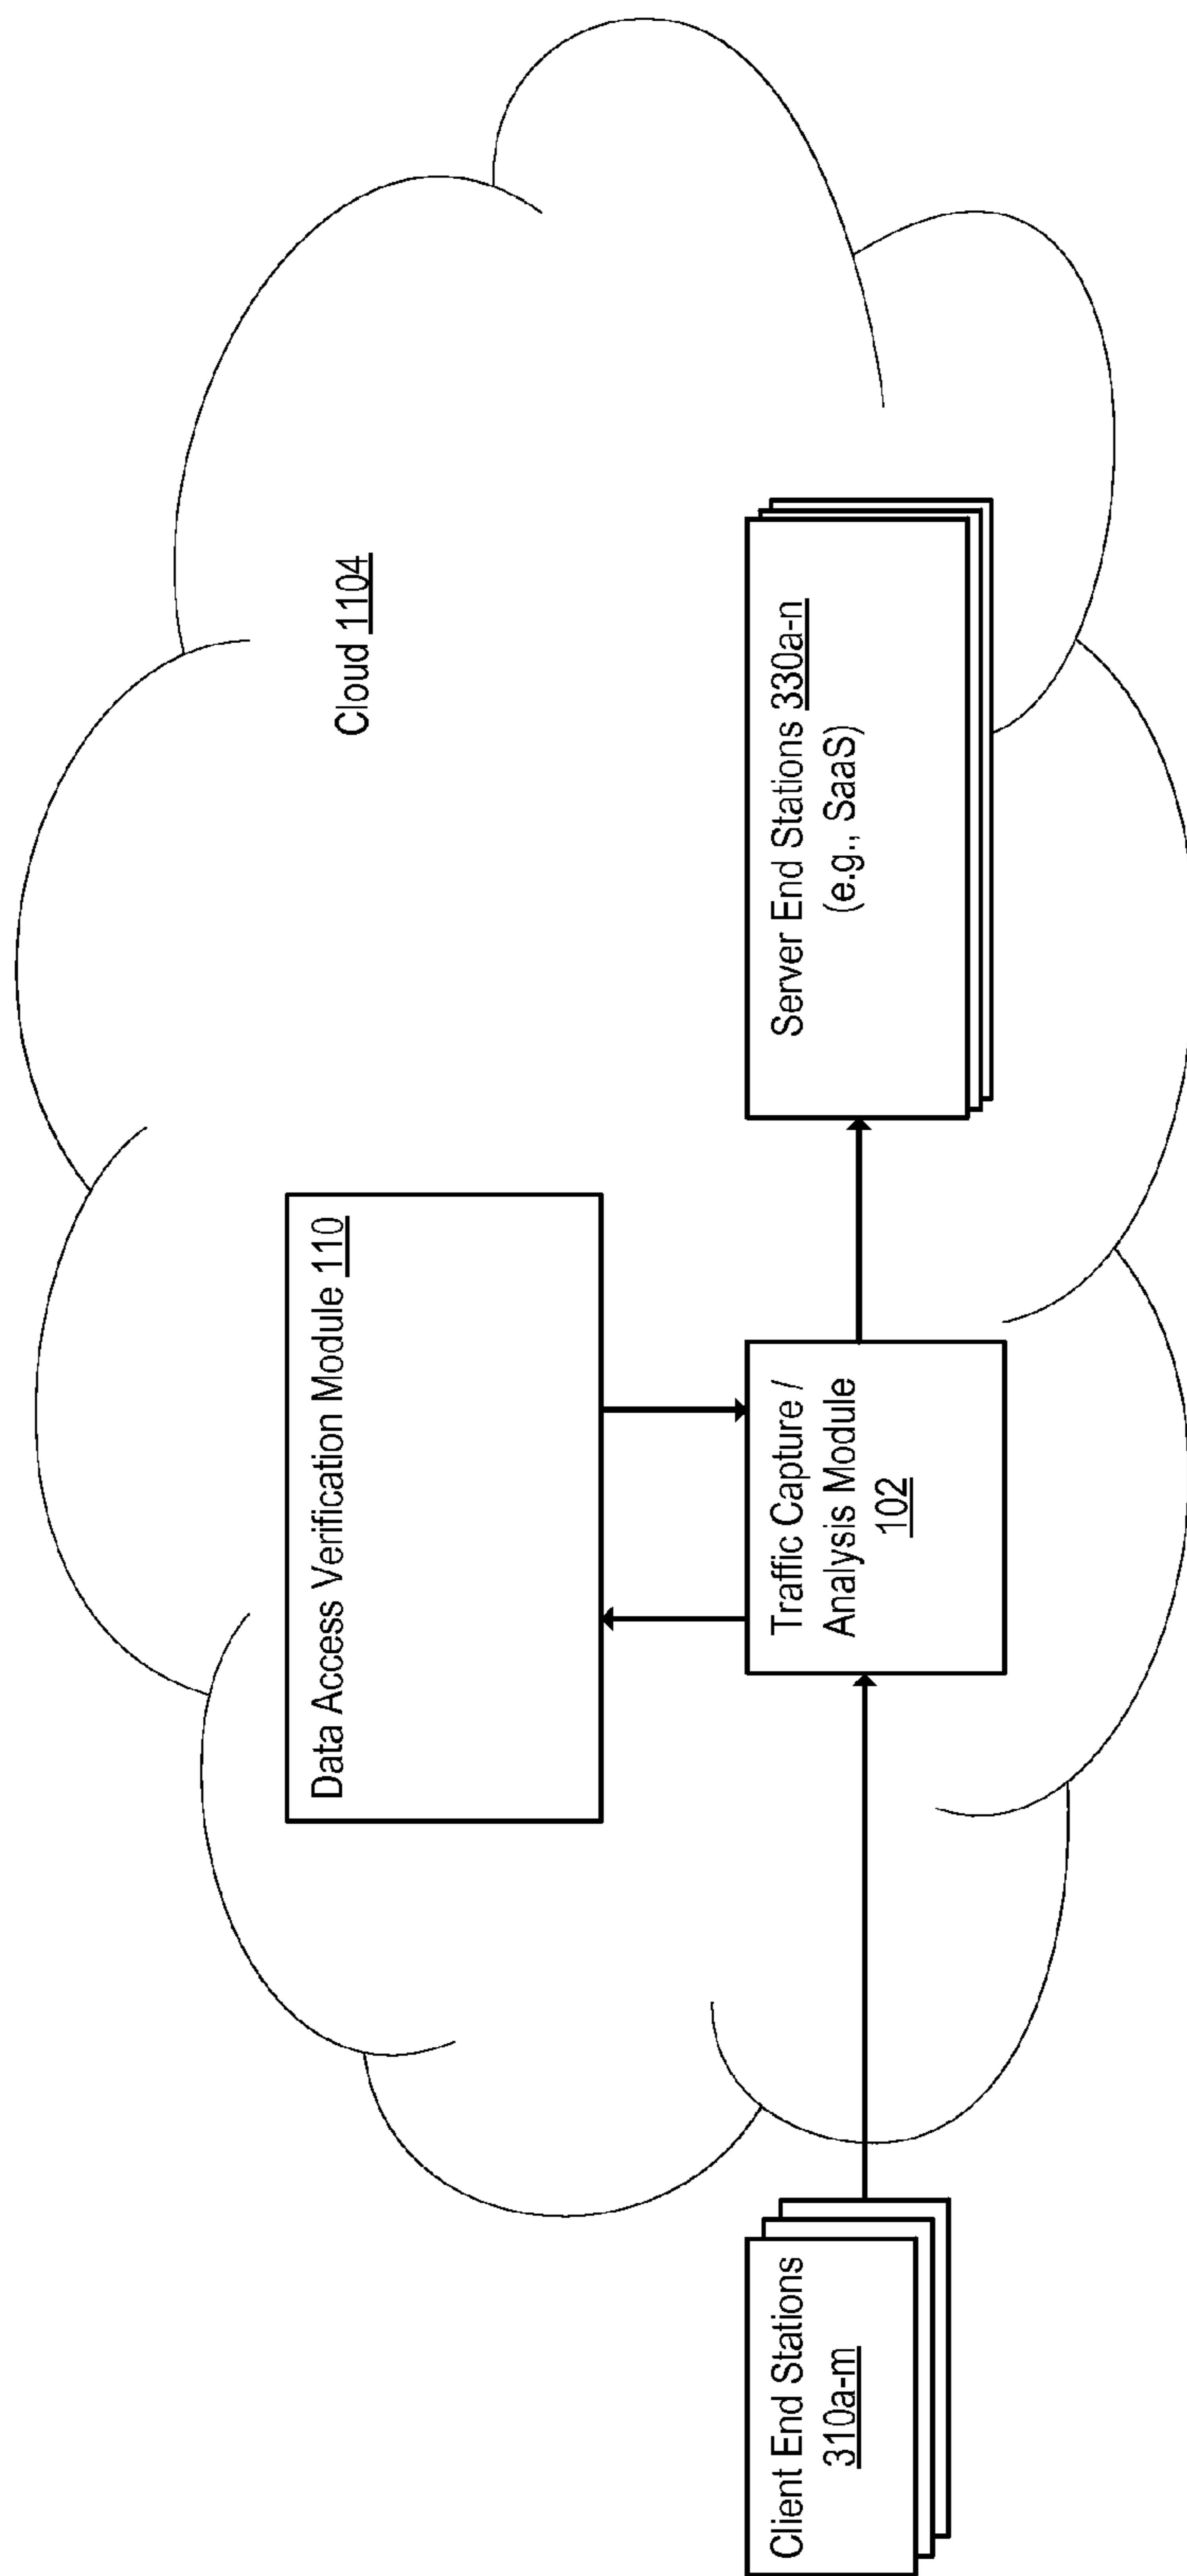 Cloud 1104
Data Access Verification Module 110
Client End Stations
310a-m
Traffic Capture /
Analysis Module
102
Server End Stations 330a-n
(e.g., SaaS)